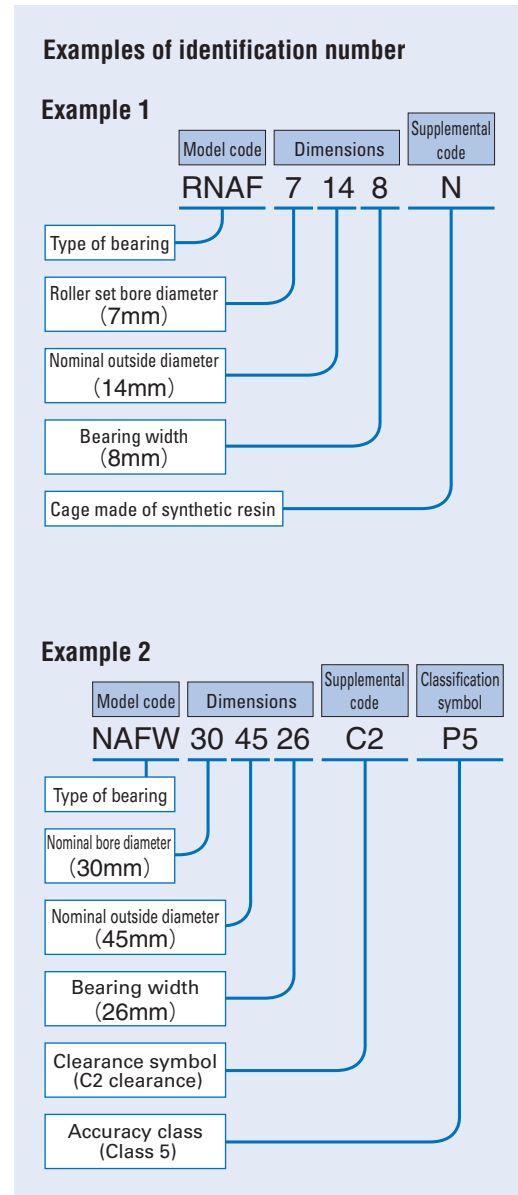 Examples of identification number
Example 1
Model code Dimensions Supplemental
code
RNAF 7 14 8 N
Type of bearing
Roller set bore diameter
(7mm)
Nominal outside diameter
(14mm)
Bearing width
(8mm)
Cage made of synthetic resin
Example 2
Model code Dimensions Supplemental
code Classification
symbol
NAFW 30 45 26 C2 P5
Type of bearing
Nominal bore diameter
(30mm)
Nominal outside diameter
(45mm)
Bearing width
(26mm)
Clearance symbol
(C2 clearance)
Accuracy class
(Class 5)